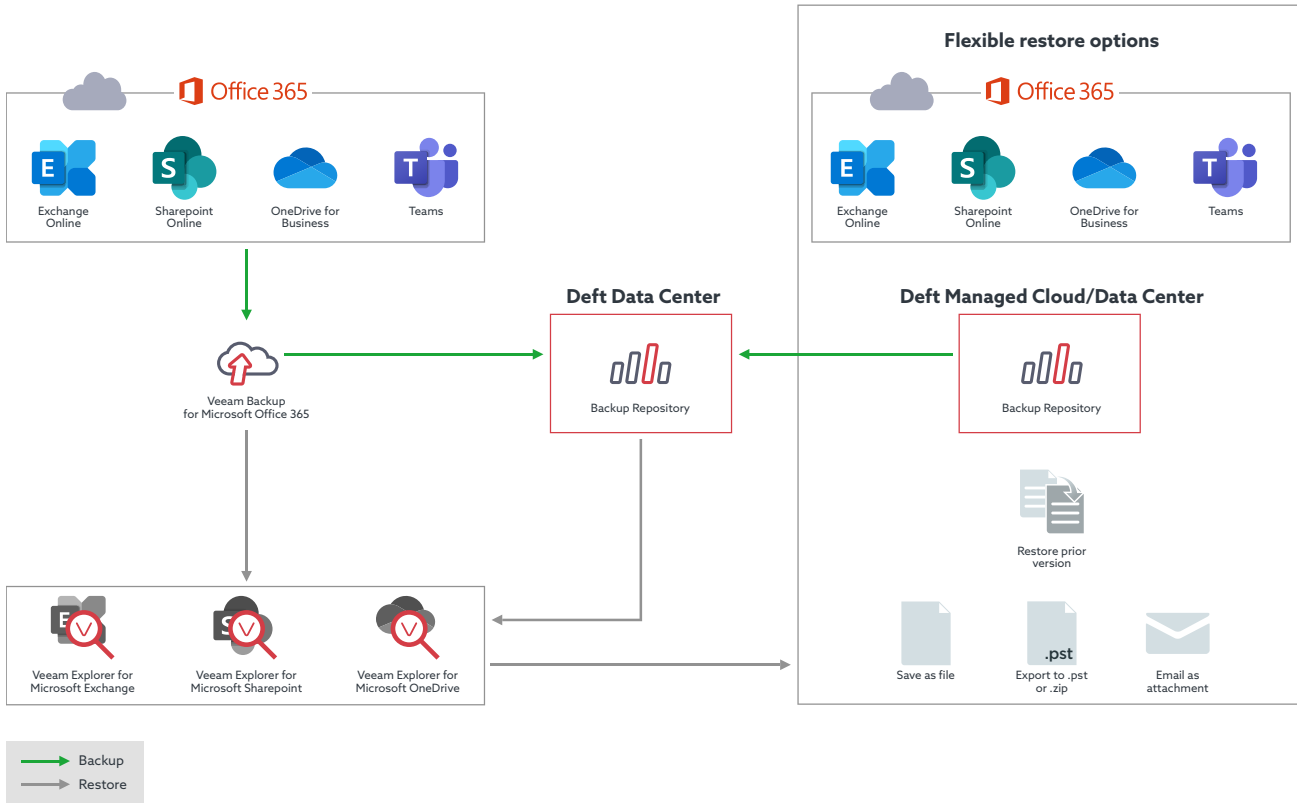 Flexible restore options
Office 365
Office 365
E
S
T
E
S
T
Exchange
Online
Sharepoint
Online
OneDrive for
Business
Teams
Exchange
Online
Sharepoint
Online
OneDrive for
Business
Teams
Deft Data Center
Deft Managed Cloud/Data Center
Veeam Backup
for Microsoft Office 365
Backup Repository
Backup Repository
Restore prior
version
E
V
S
V
V
.pst
Veeam Explorer for
Microsoft Exchange
Veeam Explorer for
Microsoft Sharepoint
Veeam Explorer for
Microsoft OneDrive
Save as file
Export to .pst
or .zip
Email as
attachment
Backup
Restore